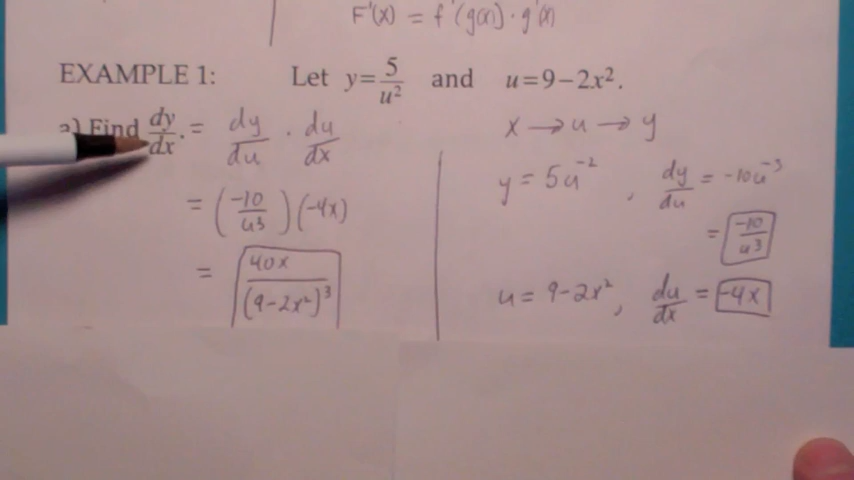 F'(x) = f'(g(x)) · g'(x)
EXAMPLE 1: Let y = 5/u² and u = 9 − 2x².
a) Find dy/dx. = dy/du · du/dx
= (-10/u³)(-4x)
= 40x/(9-2x²)³
x → u → y
y = 5u⁻², dy/du = -10u⁻³
= -10/u³
u = 9-2x², du/dx = -4x